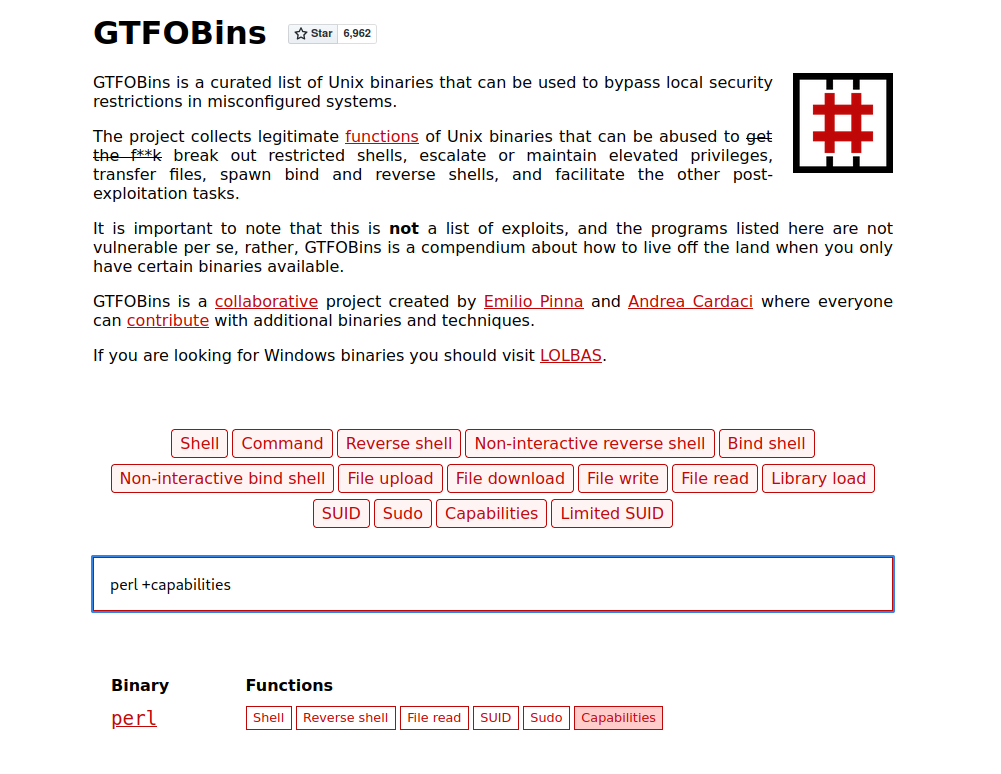 GTFOBins Star 6,962
GTFOBins is a curated list of Unix binaries that can be used to bypass local security
restrictions in misconfigured systems.
The project collects legitimate functions of Unix binaries that can be abused to get
the f**k break out restricted shells, escalate or maintain elevated privileges,
transfer files, spawn bind and reverse shells, and facilitate the other post-
exploitation tasks.
It is important to note that this is not a list of exploits, and the programs listed here are not
vulnerable per se, rather, GTFOBins is a compendium about how to live off the land when you only
have certain binaries available.
GTFOBins is a collaborative project created by Emilio Pinna and Andrea Cardaci where everyone
can contribute with additional binaries and techniques.
If you are looking for Windows binaries you should visit LOLBAS.
Shell Command Reverse shell Non-interactive reverse shell Bind shell
Non-interactive bind shell File upload File download File write File read Library load
SUID Sudo Capabilities Limited SUID
perl +capabilities
Binary Functions
perl Shell Reverse shell File read SUID Sudo Capabilities